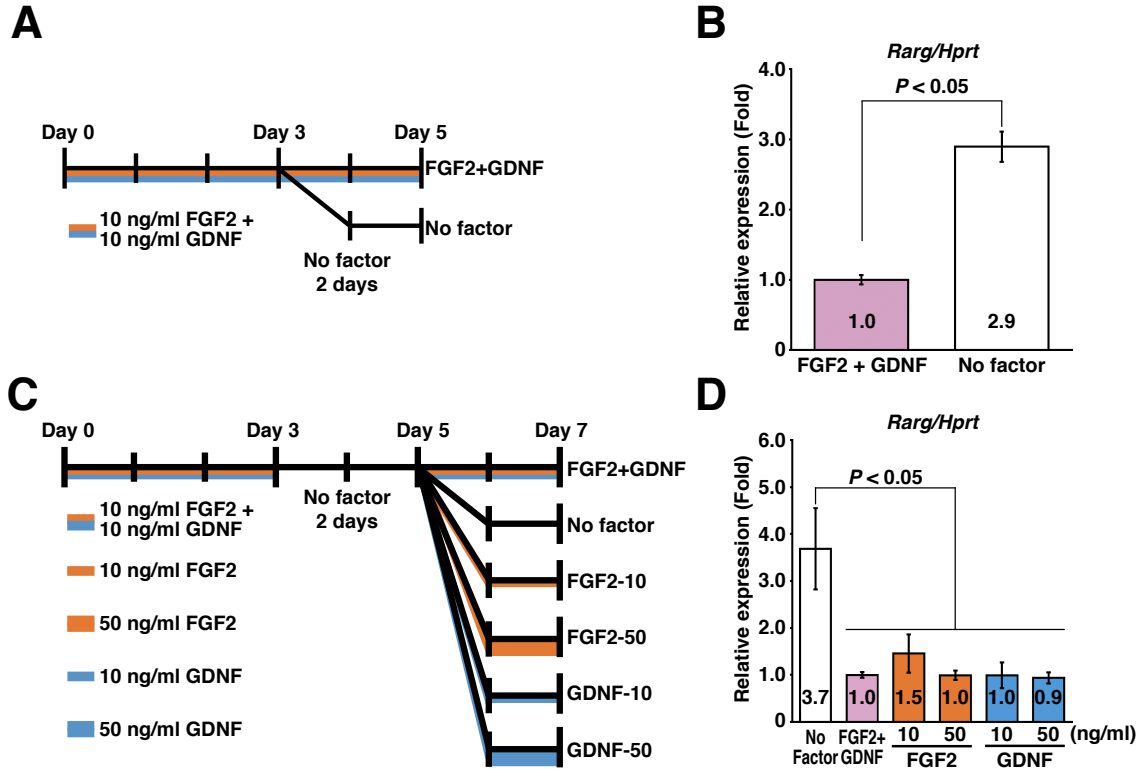 A
Day 0 Day 3 Day 5
FGF2+GDNF
10 ng/ml FGF2 +
10 ng/ml GDNF
No factor
No factor
2 days
B
Rarg/Hprt
P < 0.05
Relative expression (Fold)
4.0
3.0
2.0
1.0
0
1.0 2.9
FGF2 + GDNF No factor
C
Day 0 Day 3 Day 5 Day 7
FGF2+GDNF
No factor
2 days
10 ng/ml FGF2 +
10 ng/ml GDNF
No factor
10 ng/ml FGF2
FGF2-10
50 ng/ml FGF2
FGF2-50
10 ng/ml GDNF
GDNF-10
50 ng/ml GDNF
GDNF-50
D
Rarg/Hprt
P < 0.05
Relative expression (Fold)
6.0
5.0
4.0
3.0
2.0
1.0
0
3.7 1.0 1.5 1.0 1.0 0.9
No
Factor
FGF2+
GDNF
10 50 10 50 (ng/ml)
FGF2 GDNF